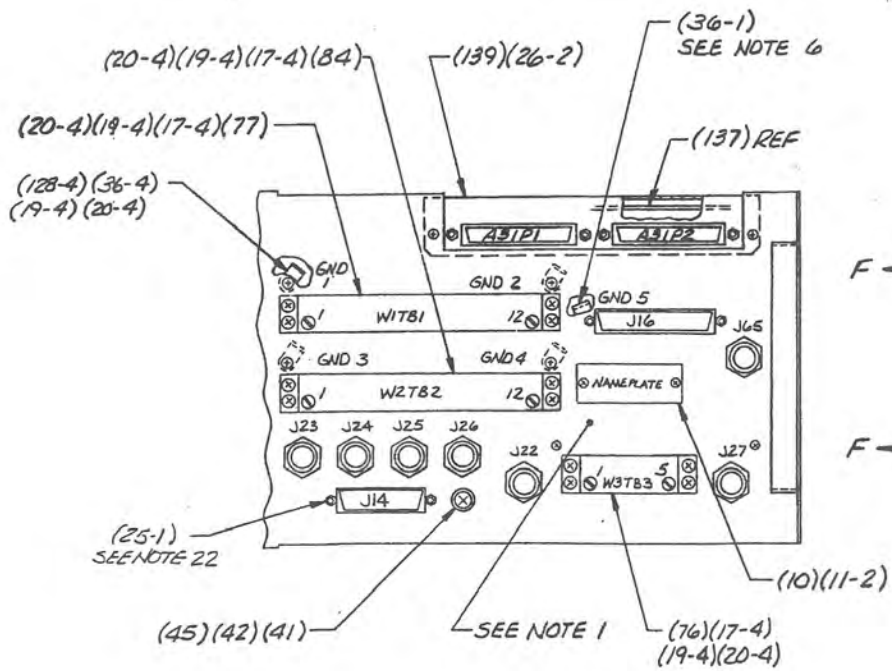 (36-1)
SEE NOTE 6
(20-4)(19-4)(17-4)(84)
(139)(26-2)
(20-4)(19-4)(17-4)(77)
(137) REF
(128-4)(36-4)
(19-4)(20-4)
A31P1
A31P2
GND
1
GND 2
GND 5
F
1
W1TB1
12
J16
J65
GND 3
GND4
1
W2TB2
12
NAMEPLATE
J23
J24
J25
J26
J22
J27
F
1
5
W3TB3
J14
(25-1)
SEE NOTE 22
(10)(11-2)
(45)(42)(41)
SEE NOTE 1
(76)(17-4)
(19-4)(20-4)